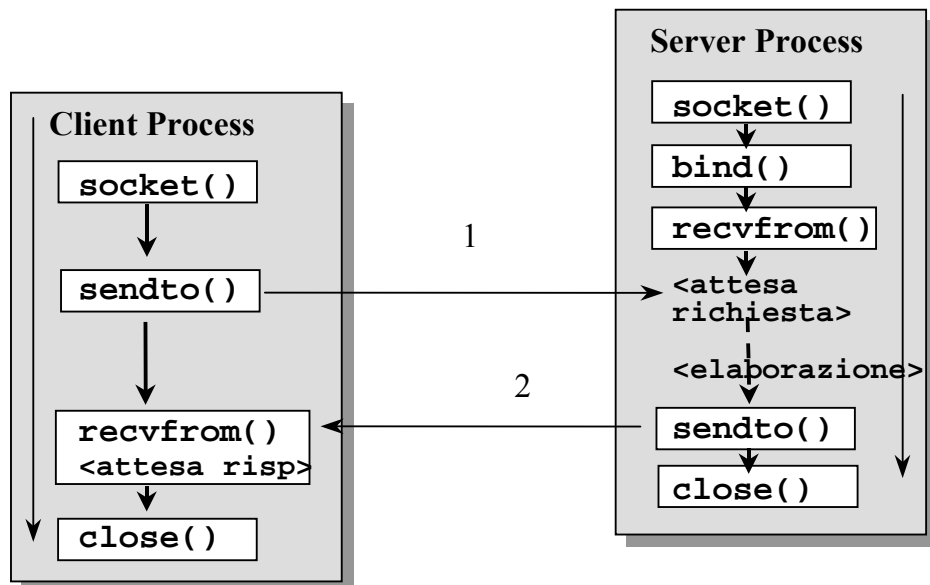 Client Process
socket()
sendto()
recvfrom()
<attesa risp>
close()
1
2
Server Process
socket()
bind()
recvfrom()
<attesa
richiesta>
<elaborazione>
sendto()
close()